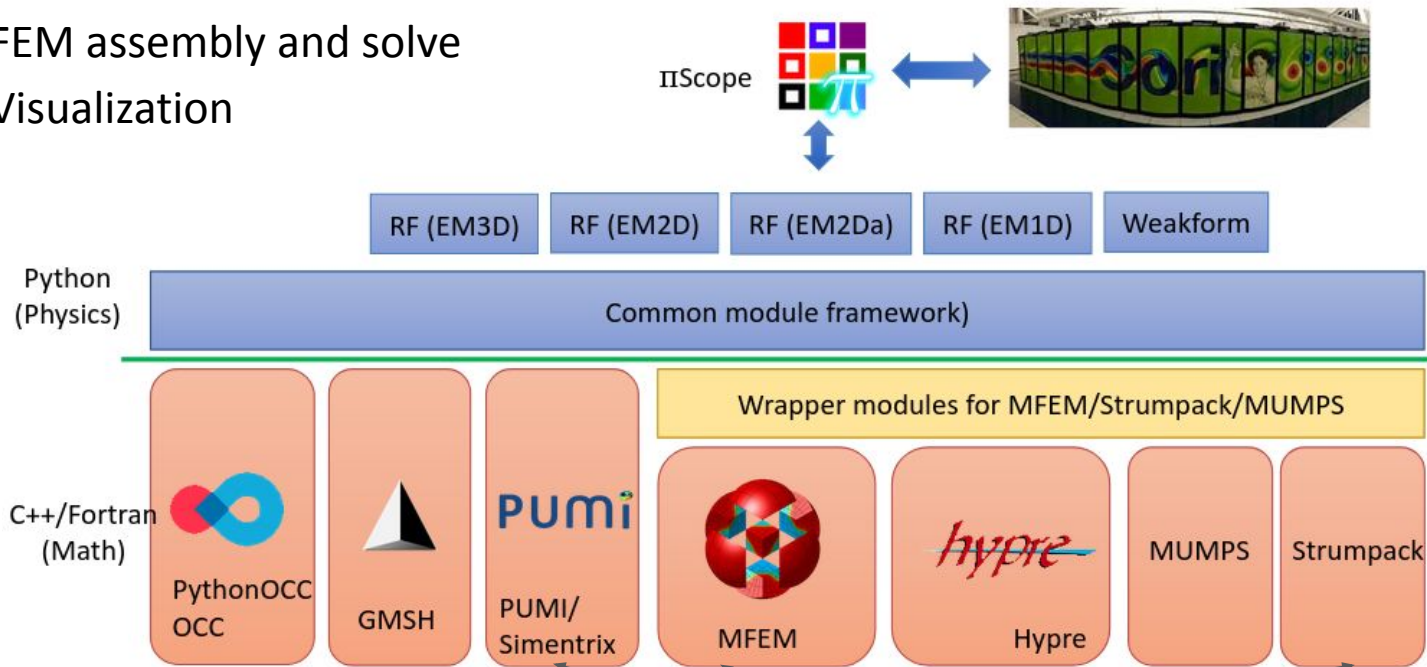 FEM assembly and solve
Visualization
πScope
π
Cori
RF (EM3D)
RF (EM2D)
RF (EM2Da)
RF (EM1D)
Weakform
Python
(Physics)
Common module framework)
Wrapper modules for MFEM/Strumpack/MUMPS
C++/Fortran
(Math)
PythonOCC
OCC
GMSH
PUMi
PUMI/
Simentrix
MFEM
hypre
Hypre
MUMPS
Strumpack